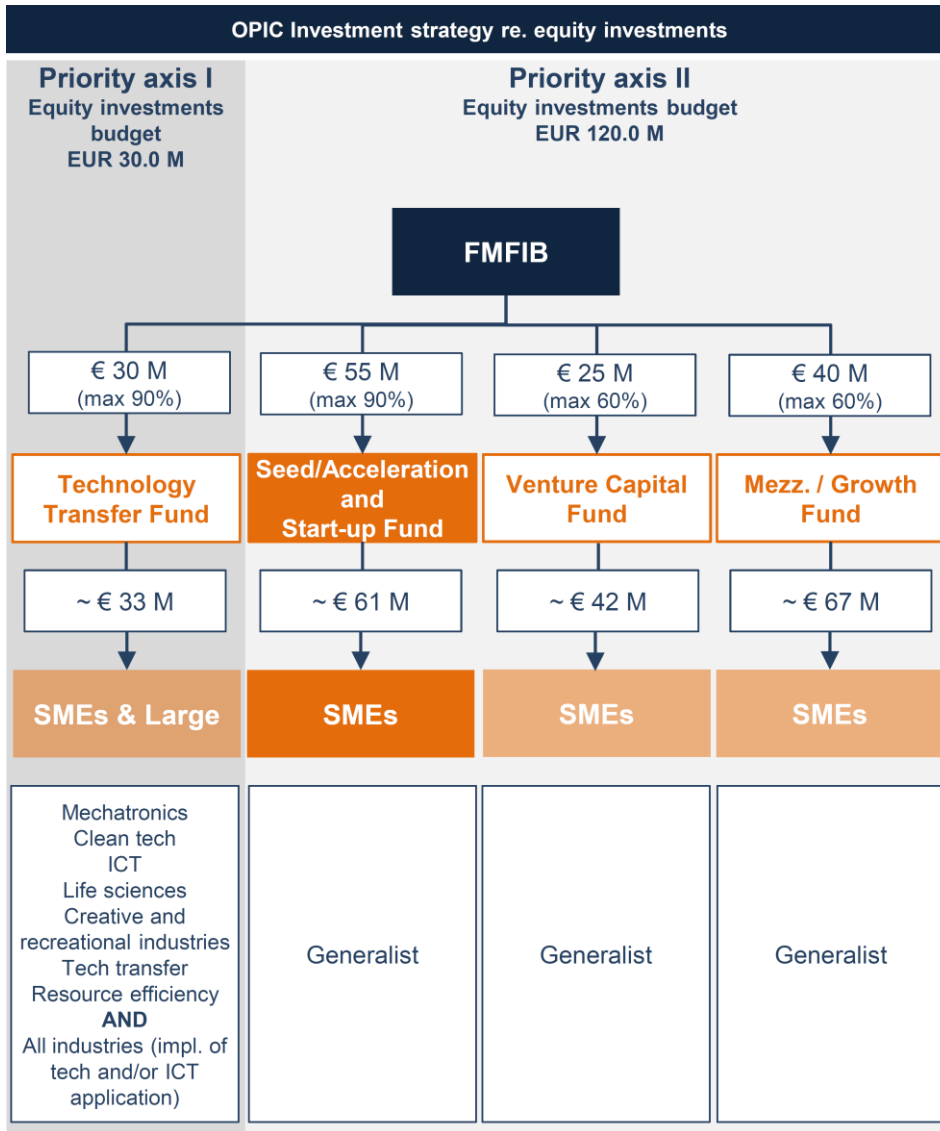 OPIC Investment strategy re. equity investments
Priority axis I
Equity investments
budget
EUR 30.0 M
Priority axis II
Equity investments budget
EUR 120.0 M
FMFIB
€ 30 M
(max 90%)
€ 55 M
(max 90%)
€ 25 M
(max 60%)
€ 40 M
(max 60%)
Technology
Transfer Fund
Seed/Acceleration
and
Start-up Fund
Venture Capital
Fund
Mezz. / Growth
Fund
~ € 33 M
~ € 61 M
~ € 42 M
~ € 67 M
SMEs & Large
SMEs
SMEs
SMEs
Mechatronics
Clean tech
ICT
Life sciences
Creative and
recreational industries
Tech transfer
Resource efficiency
AND
All industries (impl. of
tech and/or ICT
application)
Generalist
Generalist
Generalist